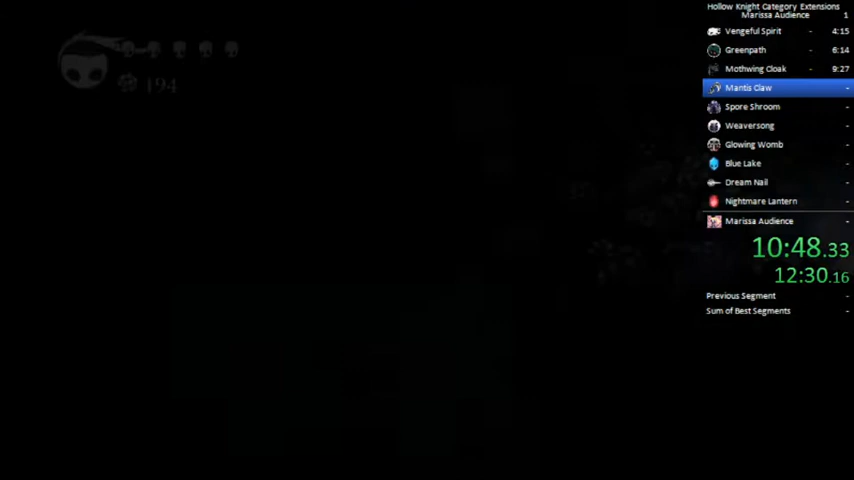 Hollow Knight Category Extensions
Marissa Audience 1
Vengeful Spirit - 4:15
Greenpath - 6:14
Mothwing Cloak - 9:27
Mantis Claw -
Spore Shroom -
Weaversong -
Glowing Womb -
Blue Lake -
Dream Nail -
Nightmare Lantern -
Marissa Audience -
10:48.33
12:30.16
Previous Segment -
Sum of Best Segments -
194